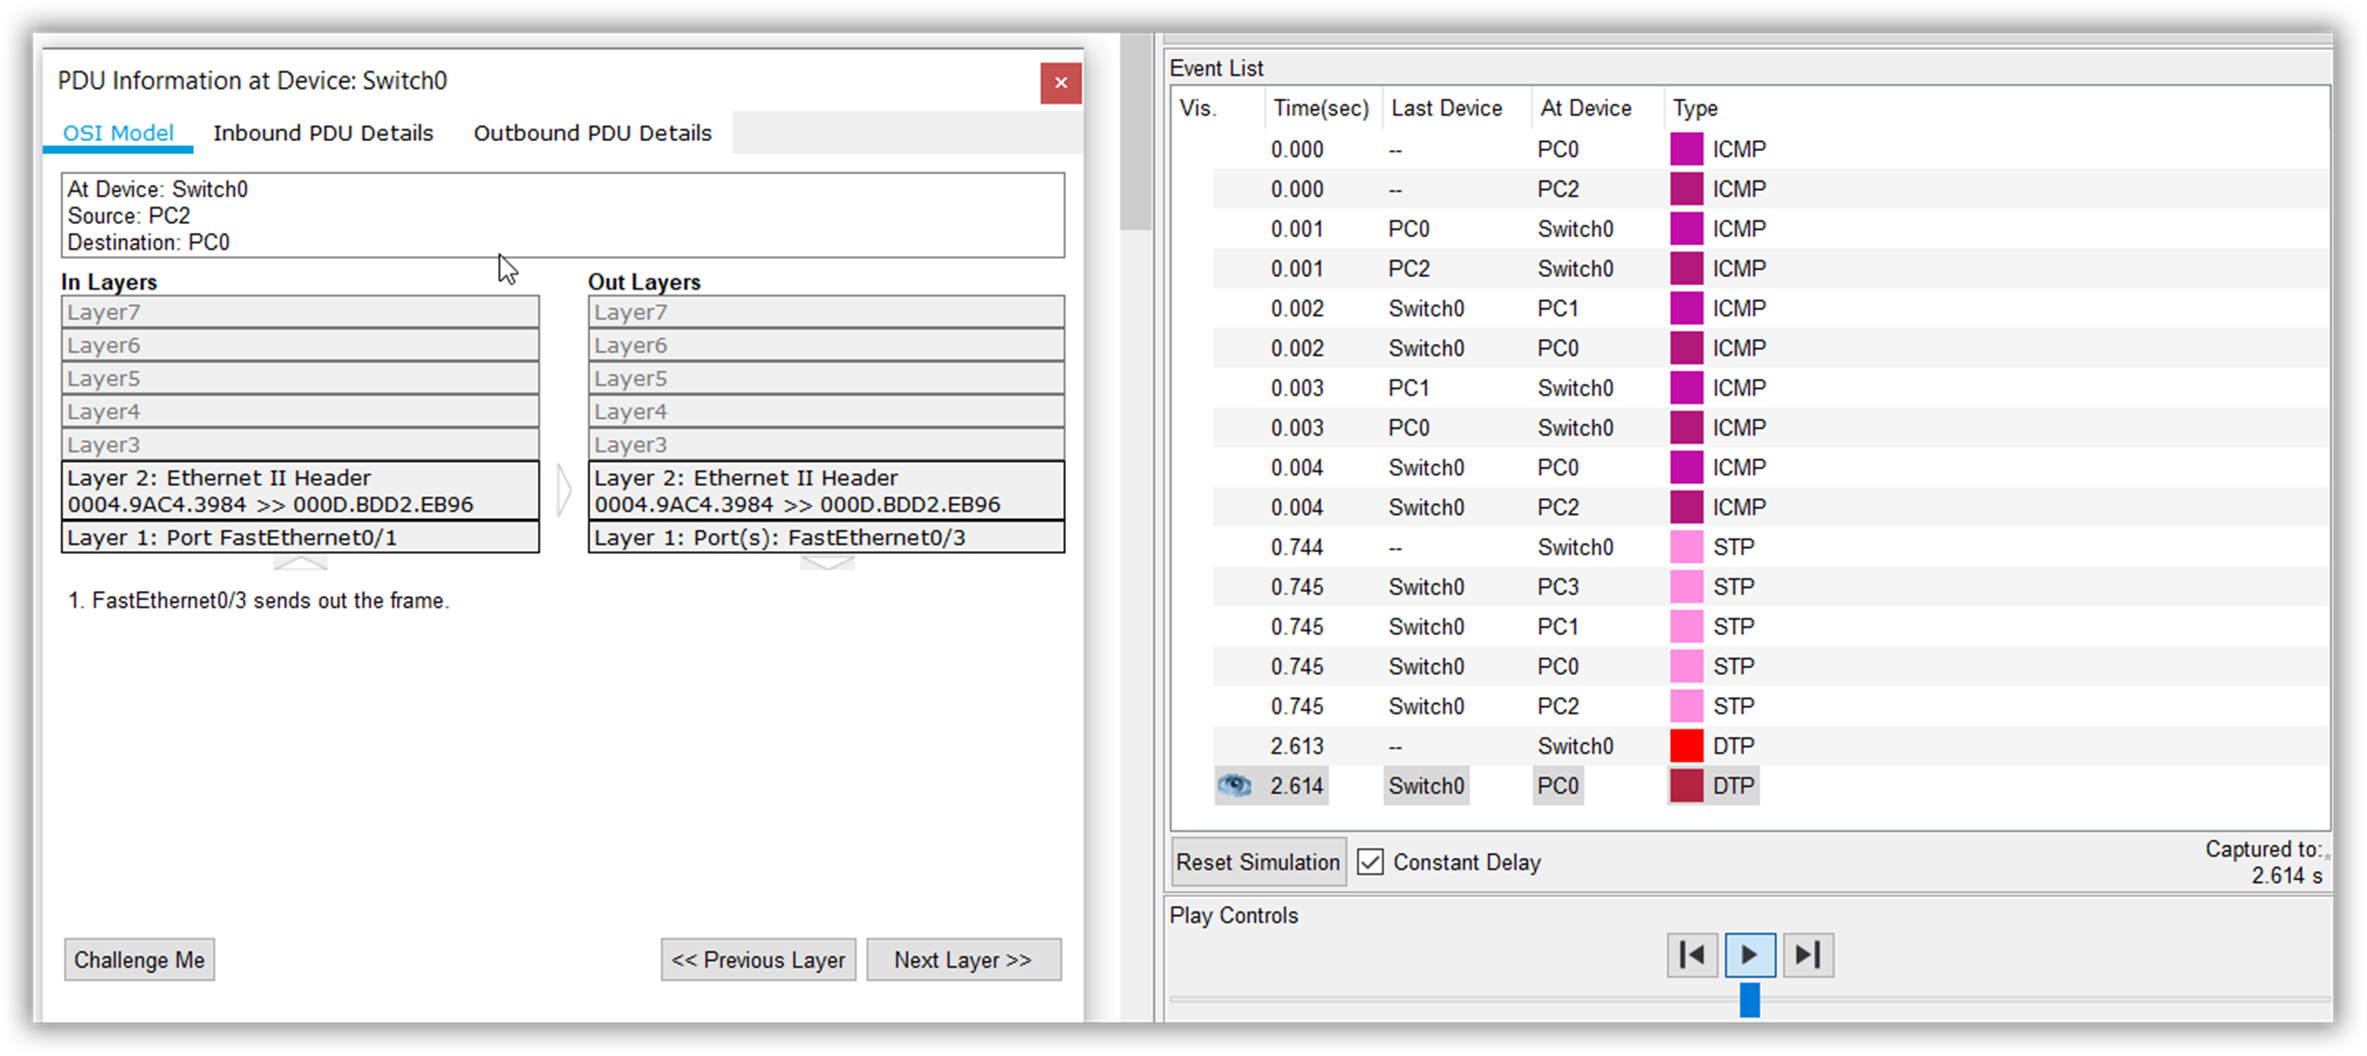 PDU Information at Device: Switch0
OSI Model Inbound PDU Details Outbound PDU Details
At Device: Switch0
Source: PC2
Destination: PC0
In Layers
Layer7
Layer6
Layer5
Layer4
Layer3
Layer 2: Ethernet II Header
0004.9AC4.3984 >> 000D.BDD2.EB96
Layer 1: Port FastEthernet0/1
Out Layers
Layer7
Layer6
Layer5
Layer4
Layer3
Layer 2: Ethernet II Header
0004.9AC4.3984 >> 000D.BDD2.EB96
Layer 1: Port(s): FastEthernet0/3
1. FastEthernet0/3 sends out the frame.
Challenge Me << Previous Layer Next Layer >>
Event List
Vis. Time(sec) Last Device At Device Type
0.000 -- PC0 ICMP
0.000 -- PC2 ICMP
0.001 PC0 Switch0 ICMP
0.001 PC2 Switch0 ICMP
0.002 Switch0 PC1 ICMP
0.002 Switch0 PC0 ICMP
0.003 PC1 Switch0 ICMP
0.003 PC0 Switch0 ICMP
0.004 Switch0 PC0 ICMP
0.004 Switch0 PC2 ICMP
0.744 -- Switch0 STP
0.745 Switch0 PC3 STP
0.745 Switch0 PC1 STP
0.745 Switch0 PC0 STP
0.745 Switch0 PC2 STP
2.613 -- Switch0 DTP
2.614 Switch0 PC0 DTP
Reset Simulation Constant Delay
Captured to:
2.614 s
Play Controls